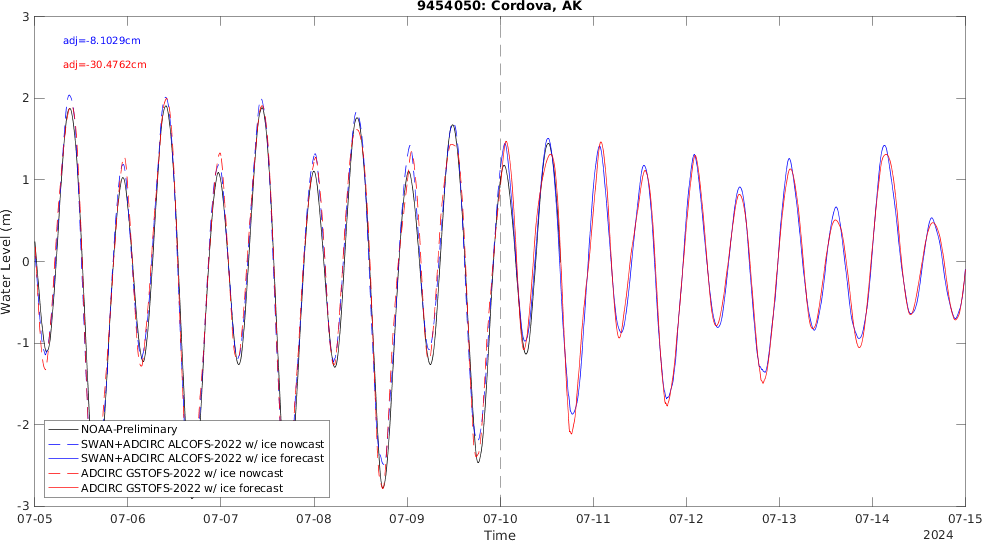 9454050: Cordova, AK
adj=-8.1029cm
adj=-30.4762cm
Water Level (m)
3
2
1
0
-1
-2
-3
NOAA-Preliminary
SWAN+ADCIRC ALCOFS-2022 w/ ice nowcast
SWAN+ADCIRC ALCOFS-2022 w/ ice forecast
ADCIRC GSTOFS-2022 w/ ice nowcast
ADCIRC GSTOFS-2022 w/ ice forecast
07-05 07-06 07-07 07-08 07-09 07-10 07-11 07-12 07-13 07-14 07-15
Time
2024